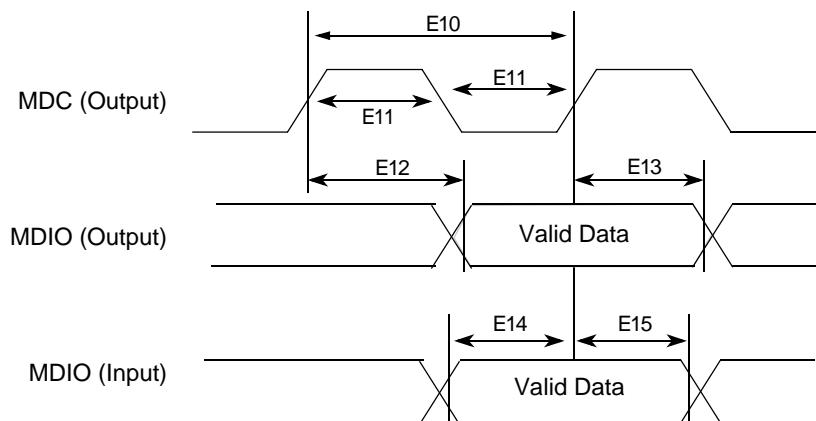 E10
MDC (Output)
E11
E11
E12
E13
MDIO (Output)
Valid Data
E14
E15
MDIO (Input)
Valid Data